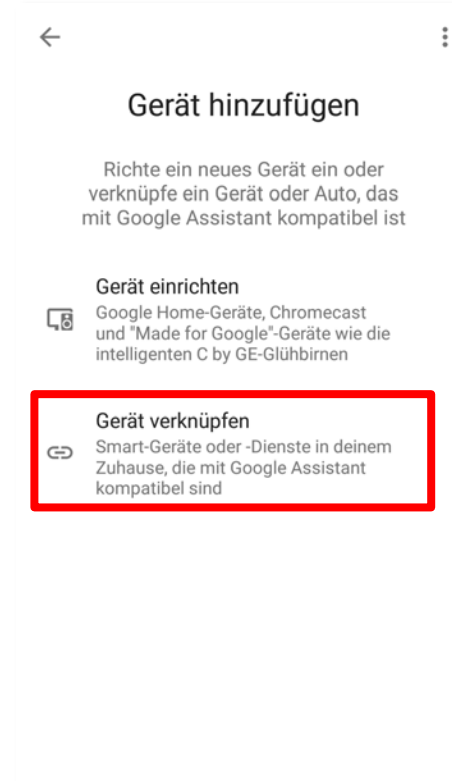 Gerät hinzufügen
Richte ein neues Gerät ein oder
verknüpfe ein Gerät oder Auto, das
mit Google Assistant kompatibel ist
Gerät einrichten
Google Home-Geräte, Chromecast
und "Made for Google"-Geräte wie die
intelligenten C by GE-Glühbirnen
Gerät verknüpfen
Smart-Geräte oder -Dienste in deinem
Zuhause, die mit Google Assistant
kompatibel sind